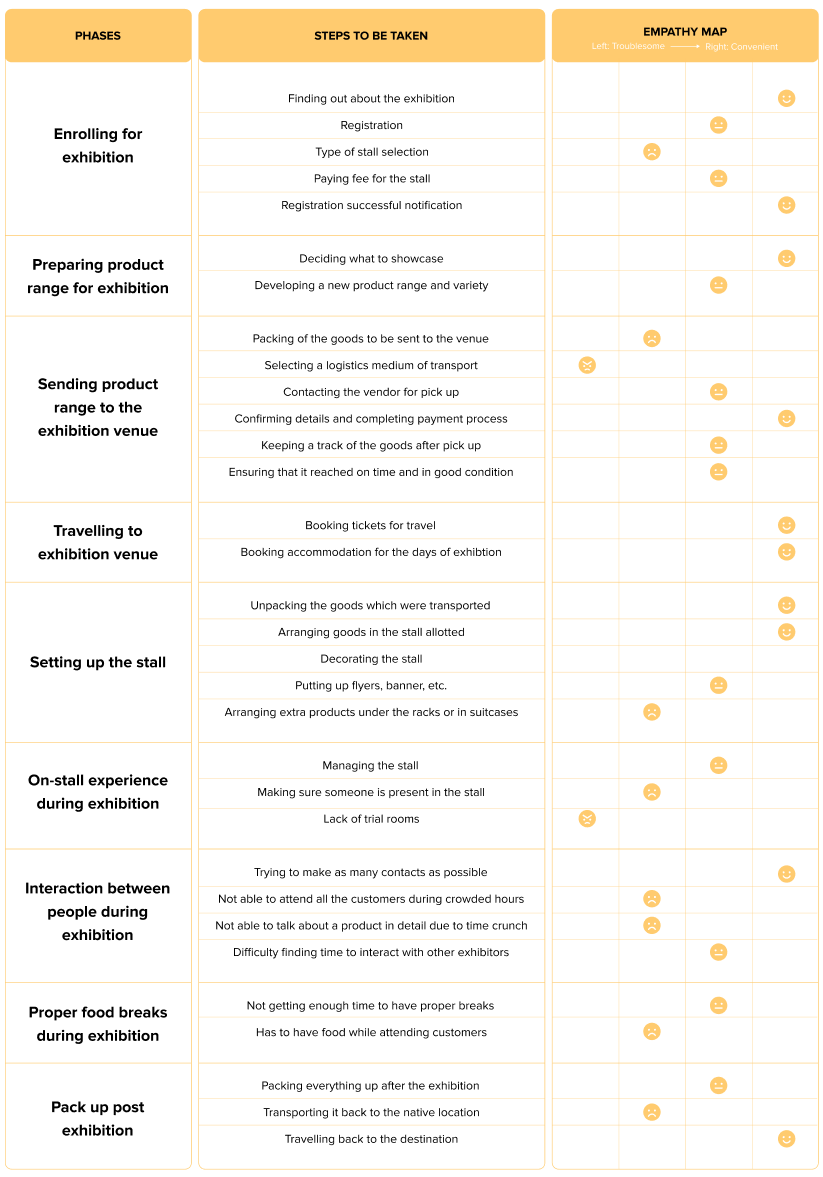 PHASES
STEPS TO BE TAKEN
EMPATHY MAP
Left: Troublesome
Right: Convenient
Enrolling for
exhibition
Finding out about the exhibition
Registration
Type of stall selection
Paying fee for the stall
Registration successful notification
Preparing product
range for exhibition
Deciding what to showcase
Developing a new product range and variety
Sending product
range to the
exhibition venue
Packing of the goods to be sent to the venue
Selecting a logistics medium of transport
Contacting the vendor for pick up
Confirming details and completing payment process
Keeping a track of the goods after pick up
Ensuring that it reached on time and in good condition
Travelling to
exhibition venue
Booking tickets for travel
Booking accommodation for the days of exhibtion
Setting up the stall
Unpacking the goods which were transported
Arranging goods in the stall allotted
Decorating the stall
Putting up flyers, banner, etc.
Arranging extra products under the racks or in suitcases
On-stall experience
during exhibition
Managing the stall
Making sure someone is present in the stall
Lack of trial rooms
Interaction between
people during
exhibition
Trying to make as many contacts as possible
Not able to attend all the customers during crowded hours
Not able to talk about a product in detail due to time crunch
Difficulty finding time to interact with other exhibitors
Proper food breaks
during exhibition
Not getting enough time to have proper breaks
Has to have food while attending customers
Pack up post
exhibition
Packing everything up after the exhibition
Transporting it back to the native location
Travelling back to the destination